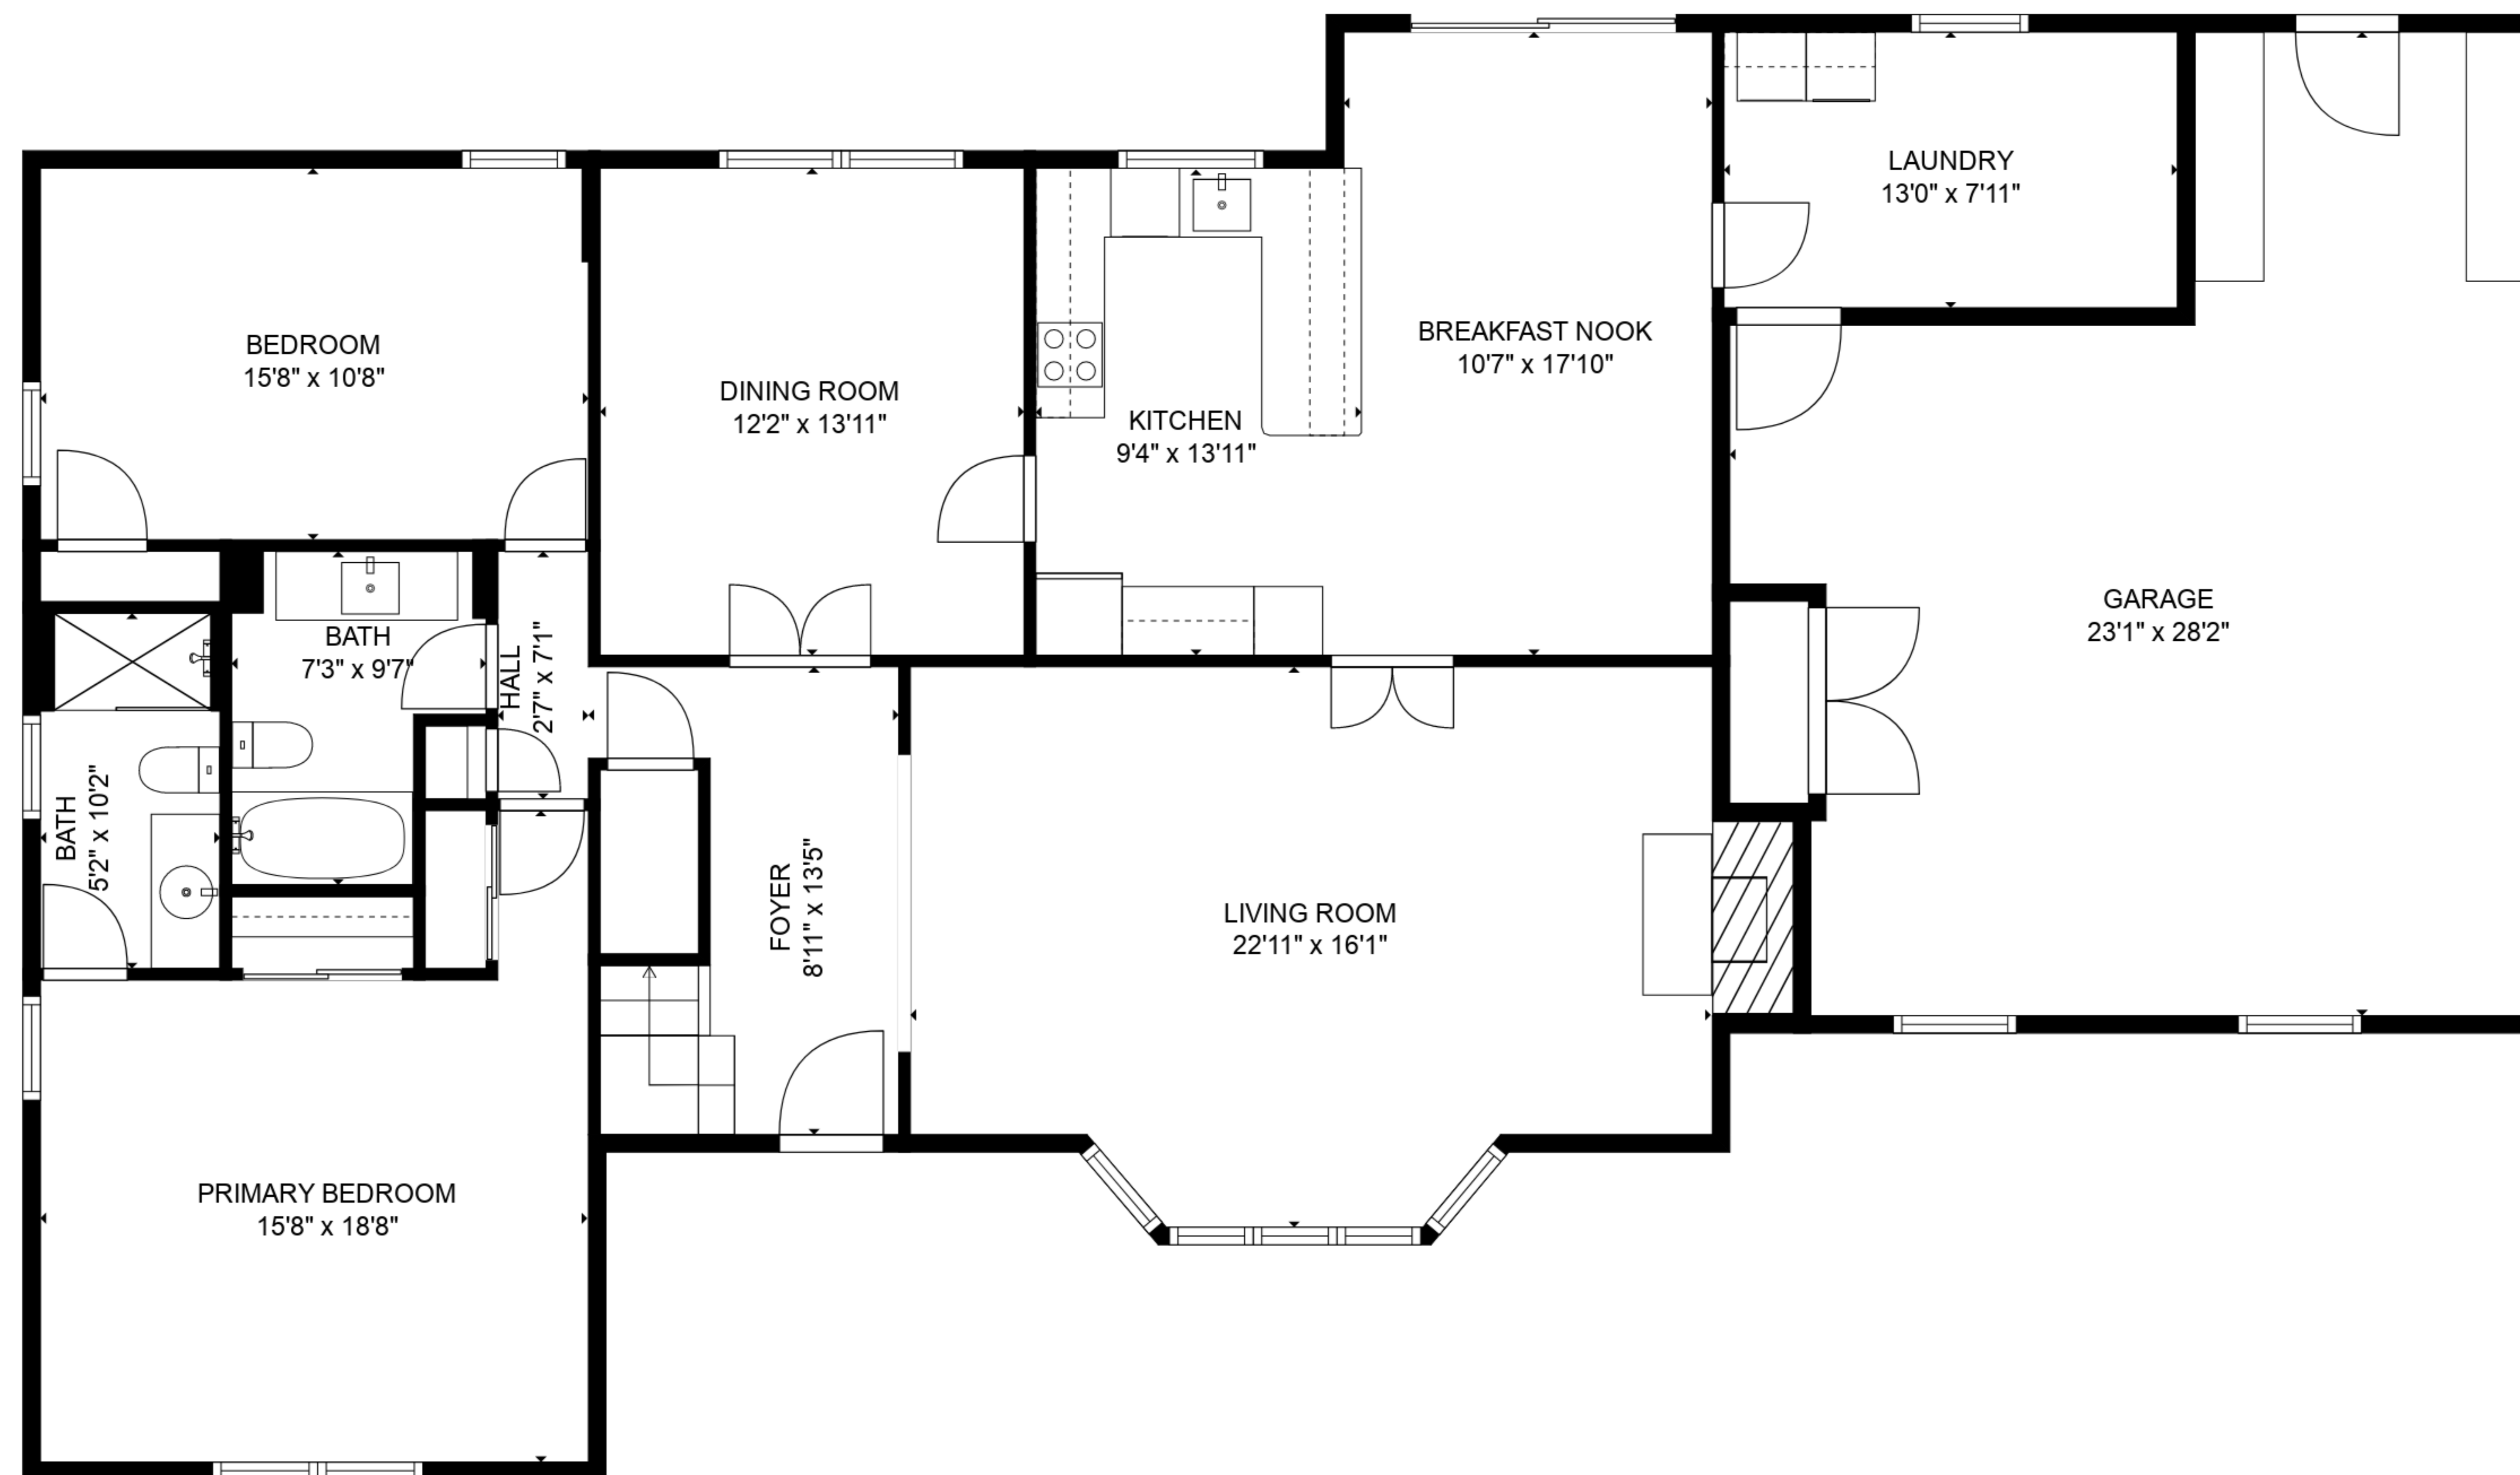 LAUNDRY
13'0" x 7'11"
BEDROOM
15'8" x 10'8"
DINING ROOM
12'2" x 13'11"
KITCHEN
9'4" x 13'11"
BREAKFAST NOOK
10'7" x 17'10"
GARAGE
23'1" x 28'2"
BATH
7'3" x 9'7"
HALL
2'7" x 7'1"
BATH
5'2" x 10'2"
FOYER
8'11" x 13'5"
LIVING ROOM
22'11" x 16'1"
PRIMARY BEDROOM
15'8" x 18'8"